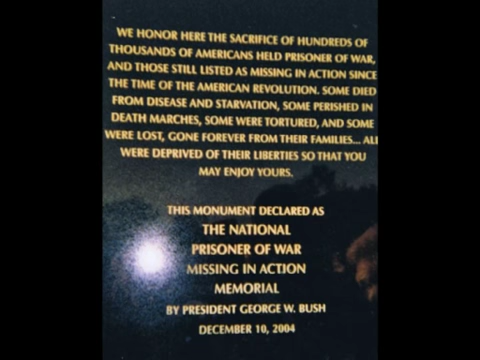 WE HONOR HERE THE SACRIFICE OF HUNDREDS OF
THOUSANDS OF AMERICANS HELD PRISONER OF WAR,
AND THOSE STILL LISTED AS MISSING IN ACTION SINCE
THE TIME OF THE AMERICAN REVOLUTION. SOME DIED
FROM DISEASE AND STARVATION, SOME PERISHED IN
DEATH MARCHES, SOME WERE TORTURED, AND SOME
WERE LOST, GONE FOREVER FROM THEIR FAMILIES... ALL
WERE DEPRIVED OF THEIR LIBERTIES SO THAT YOU
MAY ENJOY YOURS.
THIS MONUMENT DECLARED AS
THE NATIONAL
PRISONER OF WAR
MISSING IN ACTION
MEMORIAL
BY PRESIDENT GEORGE W. BUSH
DECEMBER 10, 2004